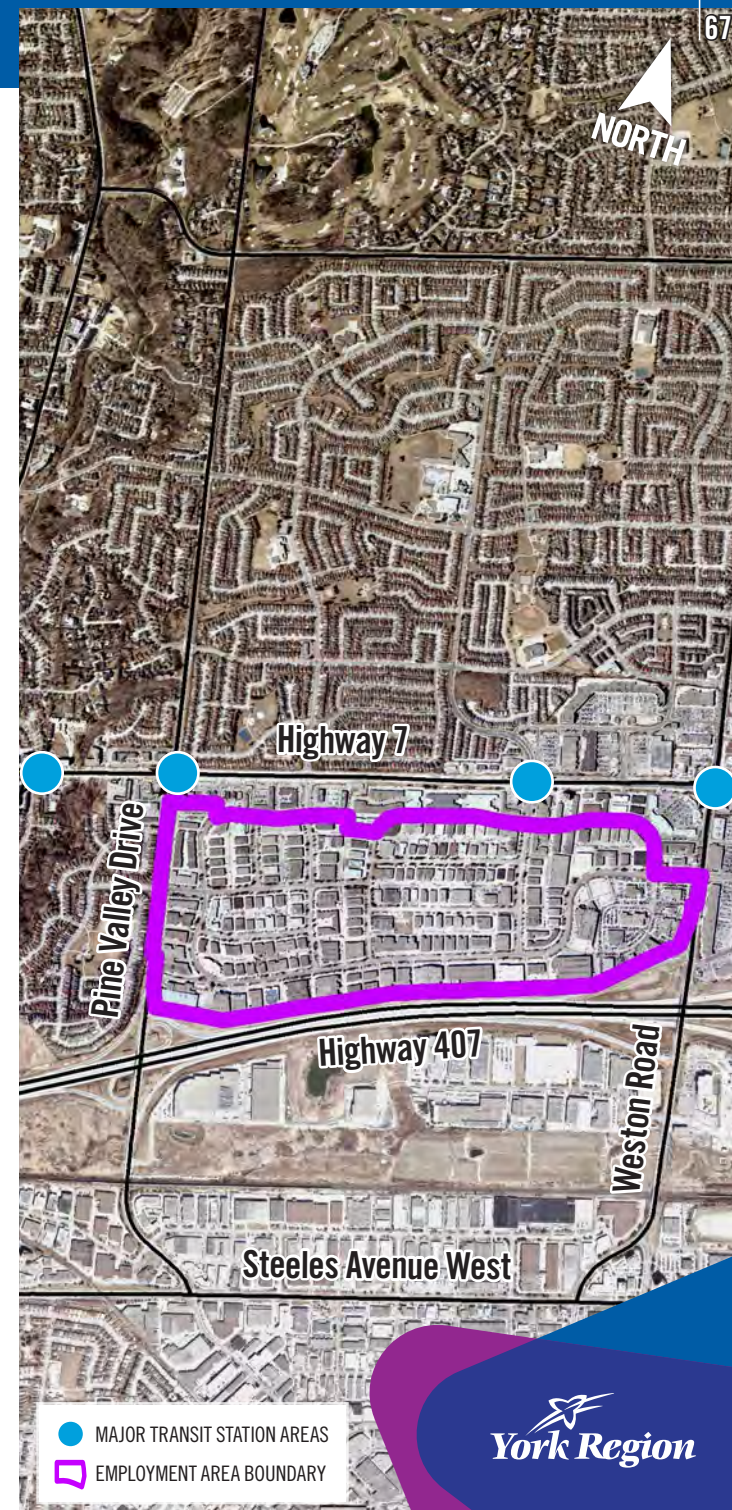 67
NORTH
Highway 7
Pine Valley Drive
Highway 407
Weston Road
Steeles Avenue West
MAJOR TRANSIT STATION AREAS
EMPLOYMENT AREA BOUNDARY
York Region